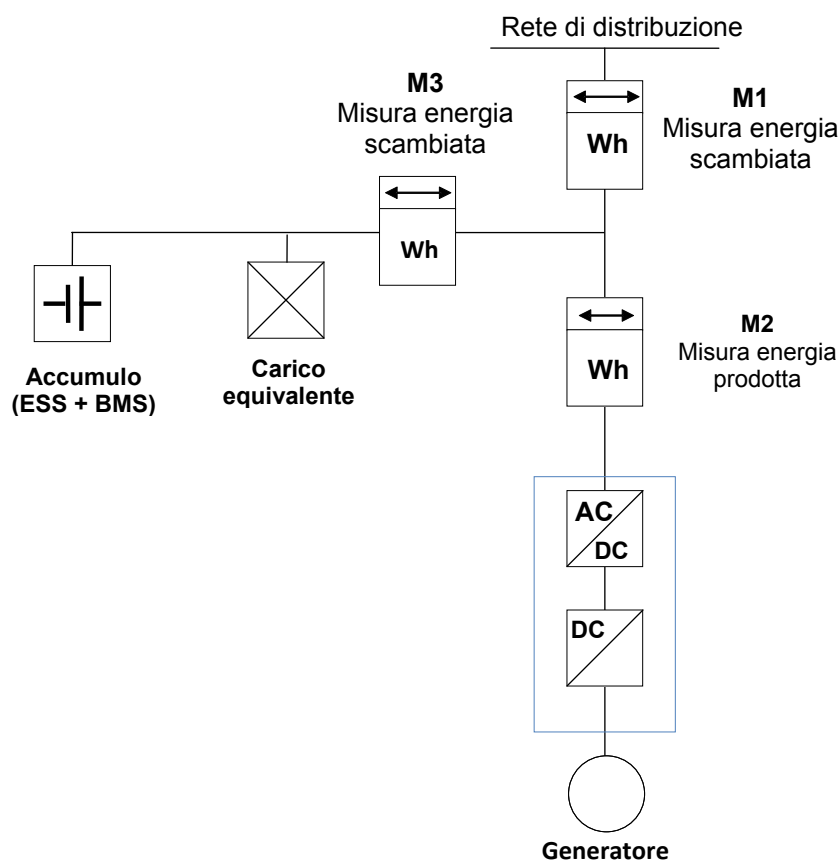 Rete di distribuzione
M3
Misura energia
scambiata
M1
Misura energia
scambiata
Wh
Wh
Accumulo
(ESS + BMS)
Carico
equivalente
M2
Misura energia
prodotta
Wh
AC
DC
DC
Generatore